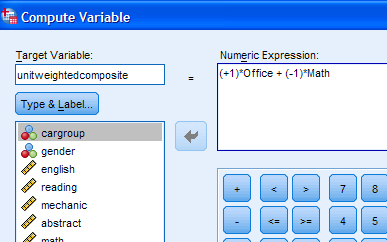 Compute Variable
Target Variable:
Numeric Expression:
unitweightedcomposite
=
(+1)*Office + (-1)*Math
Type & Label...
cargroup
gender
english
reading
mechanic
abstract
math
+ < > 7 8
- <= >= 4 5